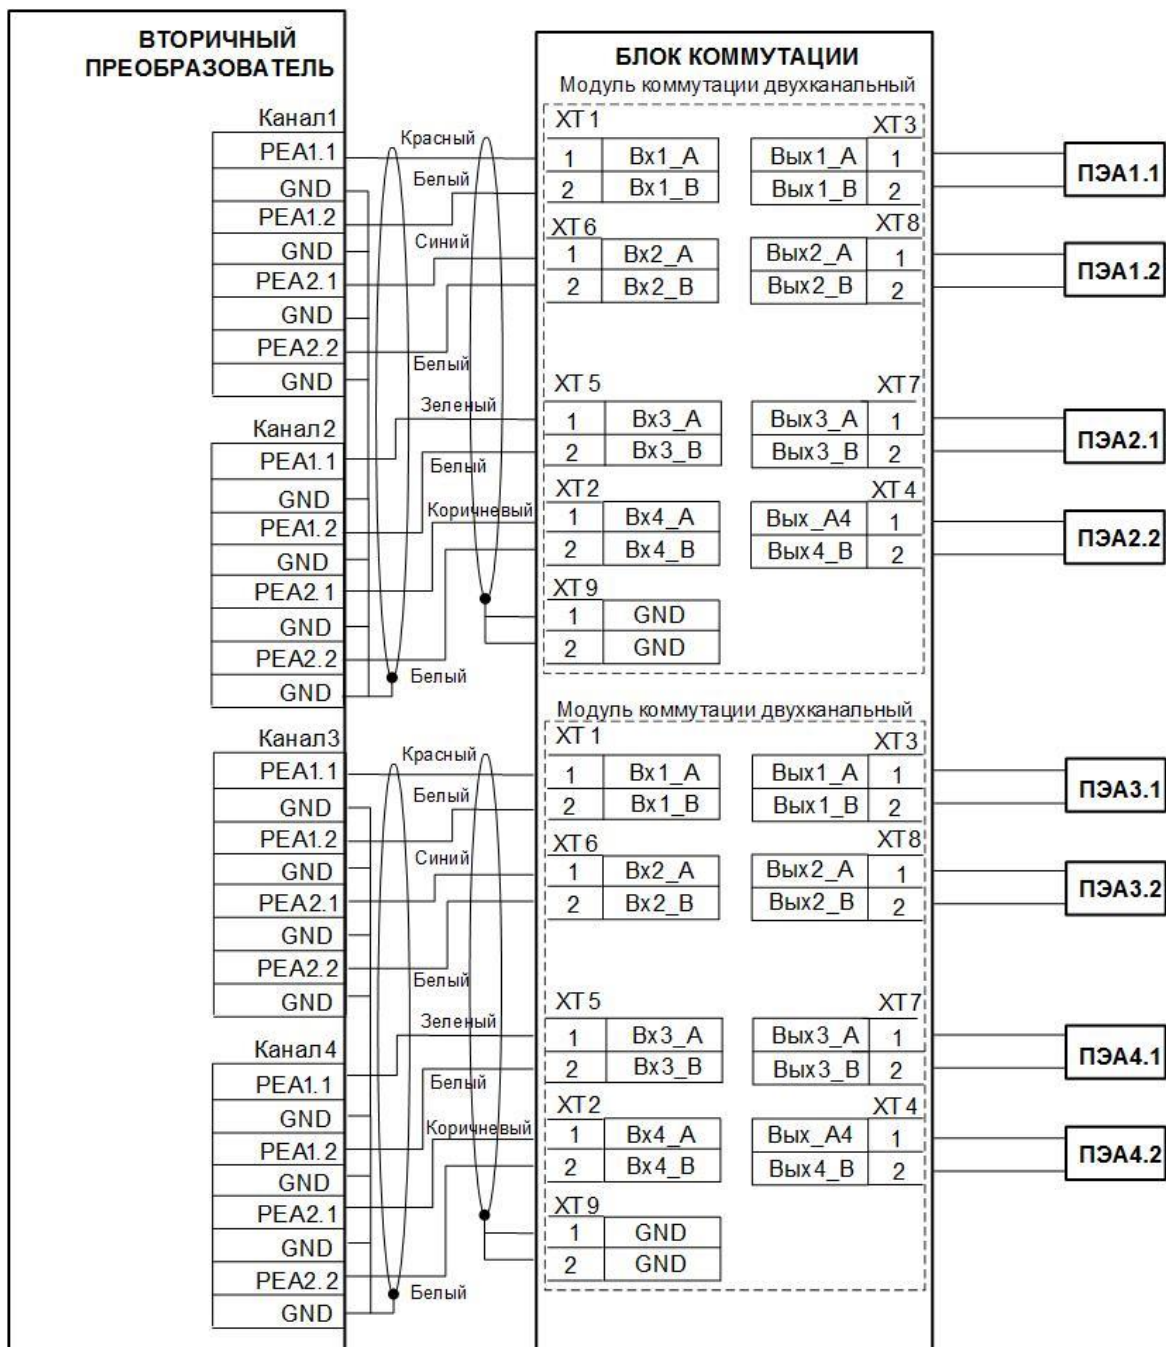 ВТОРИЧНЫЙ
ПРЕОБРАЗОВАТЕЛЬ
Канал1
PEA1.1
GND
PEA1.2
GND
PEA2.1
GND
PEA2.2
GND
Канал2
PEA1.1
GND
PEA1.2
GND
PEA2.1
GND
PEA2.2
GND
Канал3
PEA1.1
GND
PEA1.2
GND
PEA2.1
GND
PEA2.2
GND
Канал4
PEA1.1
GND
PEA1.2
GND
PEA2.1
GND
PEA2.2
GND
Красный
Белый
Синий
Белый
Зеленый
Белый
Коричневый
Белый
Красный
Белый
Синий
Белый
Зеленый
Белый
Коричневый
Белый
БЛОК КОММУТАЦИИ
Модуль коммутации двухканальный
XT1 XT3
1 Вх1_А Вых1_А 1
2 Вх1_В Вых1_В 2
XT6 XT8
1 Вх2_А Вых2_А 1
2 Вх2_В Вых2_В 2
XT5 XT7
1 Вх3_А Вых3_А 1
2 Вх3_В Вых3_В 2
XT2 XT4
1 Вх4_А Вых_А4 1
2 Вх4_В Вых4_В 2
XT9
1 GND
2 GND
Модуль коммутации двухканальный
XT1 XT3
1 Вх1_А Вых1_А 1
2 Вх1_В Вых1_В 2
XT6 XT8
1 Вх2_А Вых2_А 1
2 Вх2_В Вых2_В 2
XT5 XT7
1 Вх3_А Вых3_А 1
2 Вх3_В Вых3_В 2
XT2 XT4
1 Вх4_А Вых_А4 1
2 Вх4_В Вых4_В 2
XT9
1 GND
2 GND
ПЭА1.1
ПЭА1.2
ПЭА2.1
ПЭА2.2
ПЭА3.1
ПЭА3.2
ПЭА4.1
ПЭА4.2